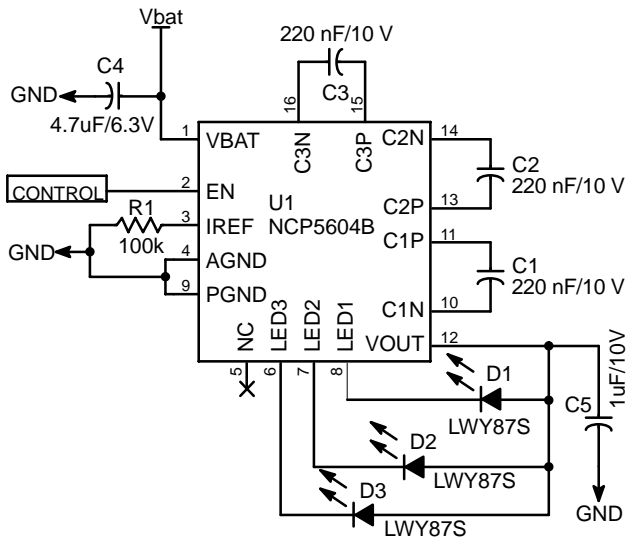 Vbat
C4
GND
4.7uF/6.3V
220 nF/10 V
C3
16
15
1
VBAT
C3N
C3P
C2N
14
C2
220 nF/10 V
CONTROL
2
EN
U1
NCP5604B
C2P
13
R1
100k
3
IREF
C1P
11
GND
4
AGND
C1
220 nF/10 V
9
PGND
C1N
10
NC
LED3
LED2
LED1
VOUT
12
5
6
7
8
D1
LWY87S
C5
1uF/10V
D2
LWY87S
D3
LWY87S
GND